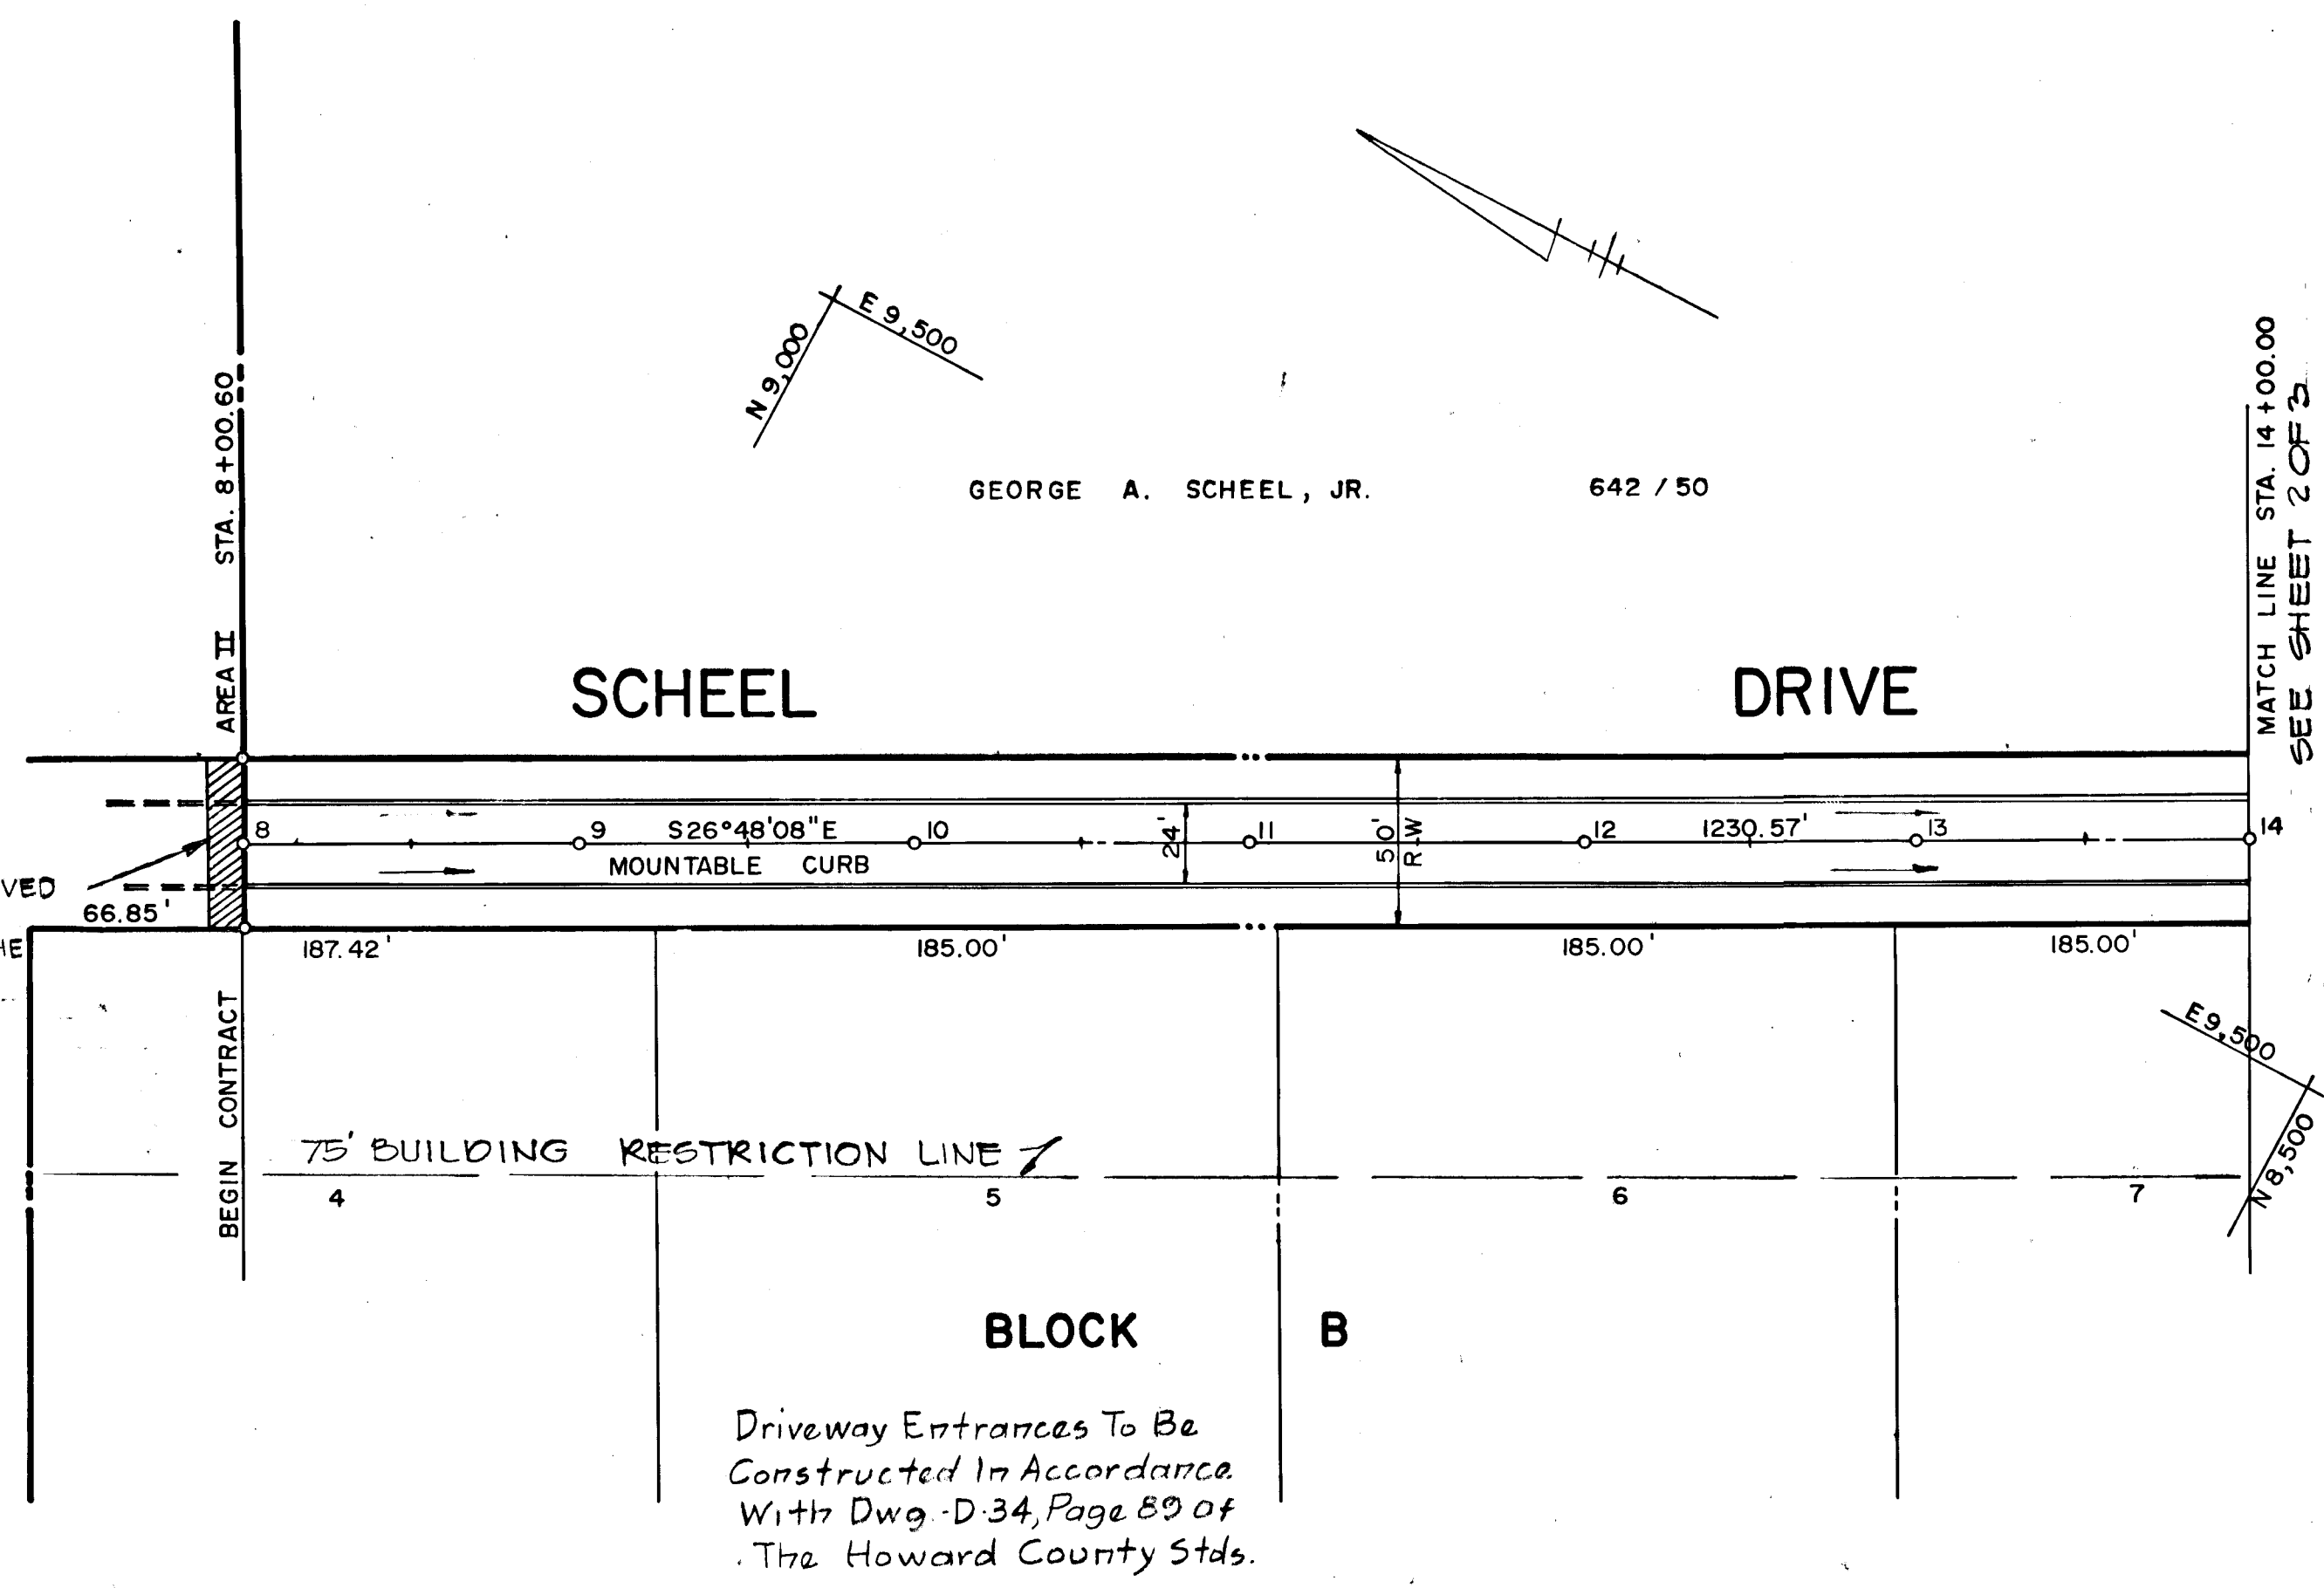 E 9,500
N 9,000
GEORGE A. SCHEEL, JR. 642 / 50
AREA II STA. 8+00.60
MATCH LINE STA. 14+00.00
SEE SHEET 2 OF 3
SCHEEL DRIVE
8 9 S26°48'08"E 10 11 12 1230.57' 13 14
MOUNTABLE CURB
24'
50'
R-W
VED
66.85'
HE
187.42' 185.00' 185.00' 185.00'
BEGIN CONTRACT
E 9,500
N 8,500
75' BUILDING RESTRICTION LINE
4 5 6 7
BLOCK B
Driveway Entrances To Be
Constructed In Accordance
With Dwg.-D-34, Page 89 of
The Howard County Stds.